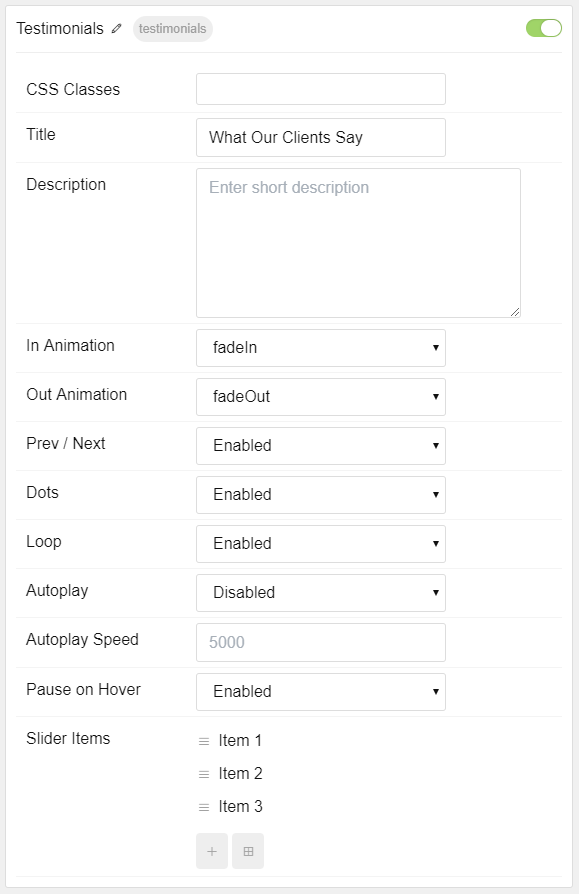 Testimonials testimonials
CSS Classes
Title What Our Clients Say
Description Enter short description
In Animation fadeIn
Out Animation fadeOut
Prev / Next Enabled
Dots Enabled
Loop Enabled
Autoplay Disabled
Autoplay Speed 5000
Pause on Hover Enabled
Slider Items Item 1
Item 2
Item 3